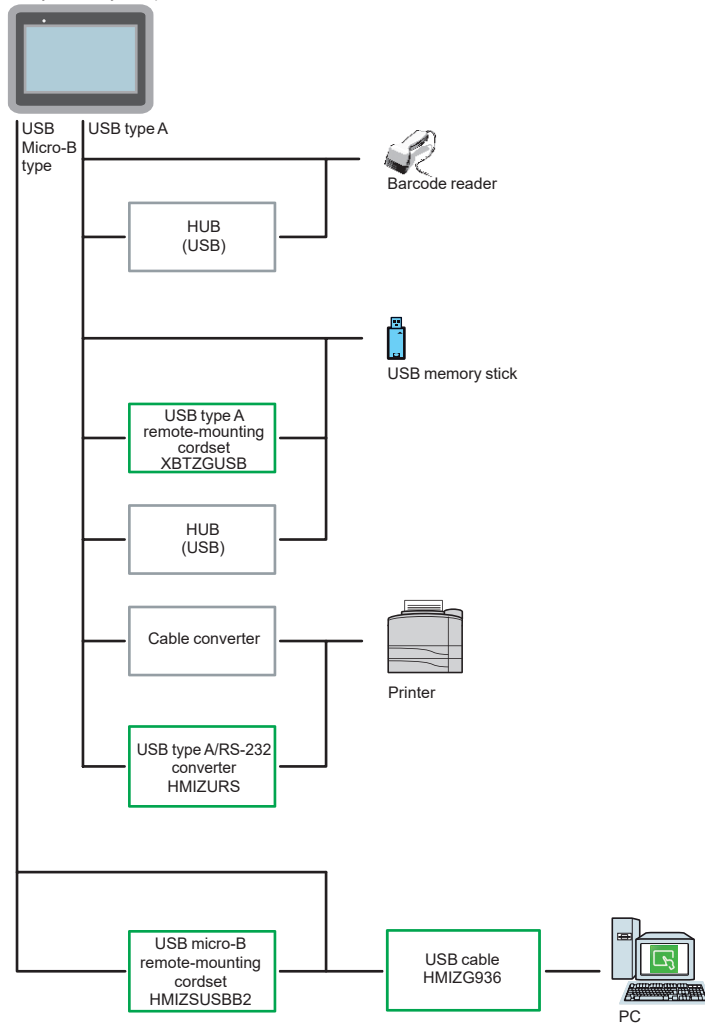 USB
Micro-B
type
USB type A
Barcode reader
HUB
(USB)
USB memory stick
USB type A
remote-mounting
cordset
XBTZGUSB
HUB
(USB)
Cable converter
Printer
USB type A/RS-232
converter
HMIZURS
USB micro-B
remote-mounting
cordset
HMIZSUSBB2
USB cable
HMIZG936
PC